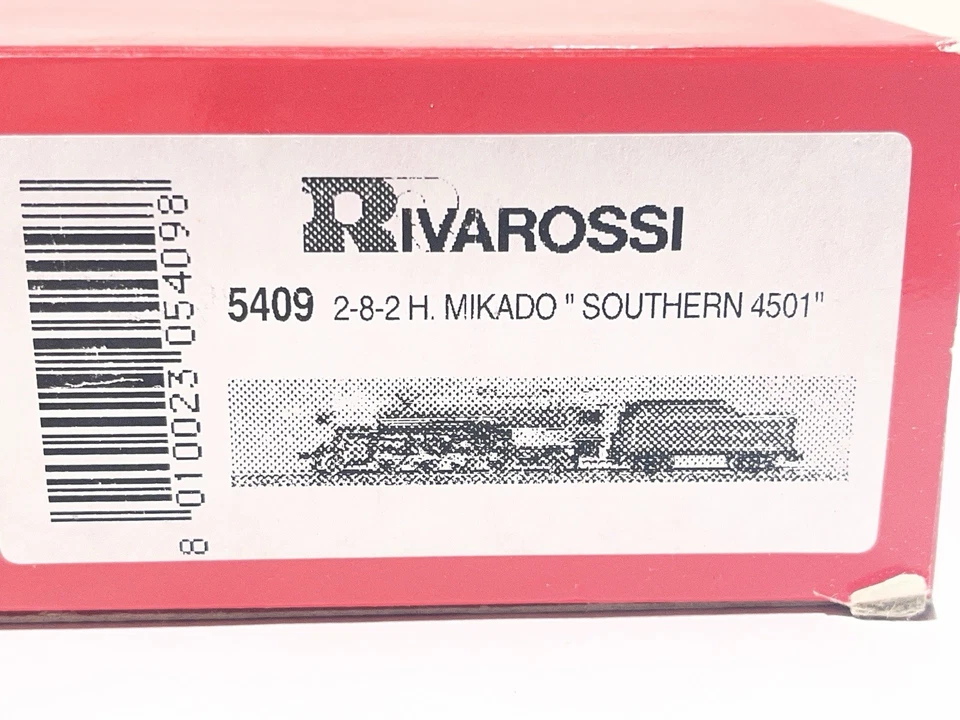 RIVAROSSI
5409 2-8-2 H. MIKADO " SOUTHERN 4501"
8 010023 054098